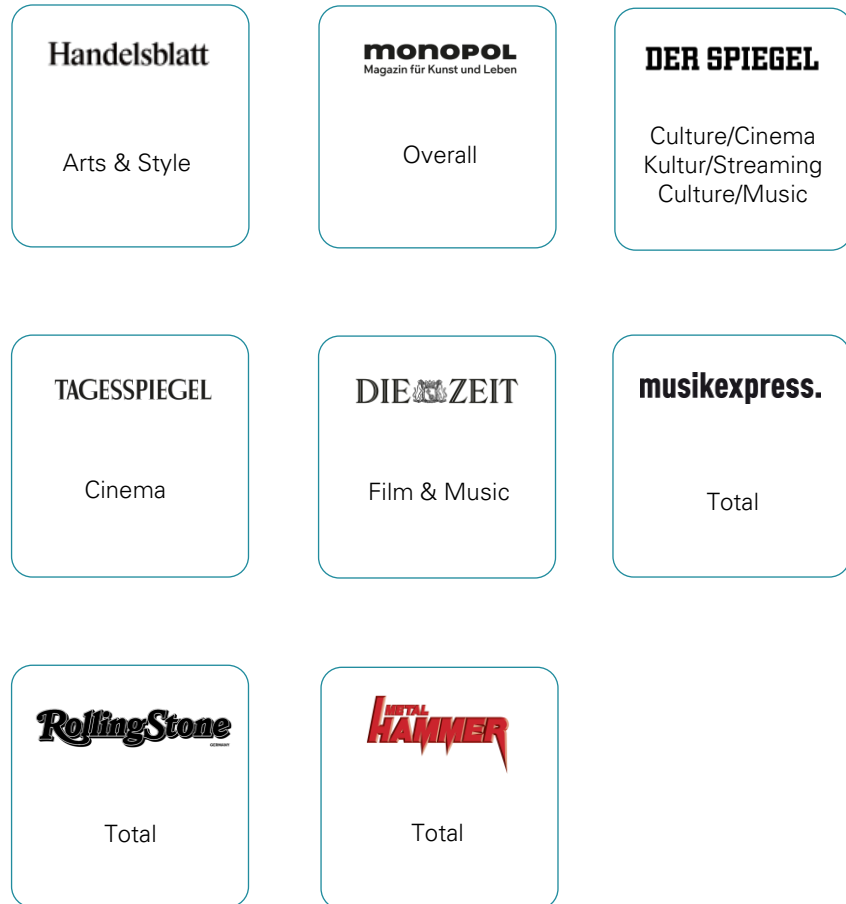 Handelsblatt
Arts & Style
MONOPOL
Magazin für Kunst und Leben
Overall
DER SPIEGEL
Culture/Cinema
Kultur/Streaming
Culture/Music
TAGESSPIEGEL
Cinema
DIE ZEIT
Film & Music
musikexpress.
Total
RollingStone
GERMANY
Total
METAL
HAMMER
Total